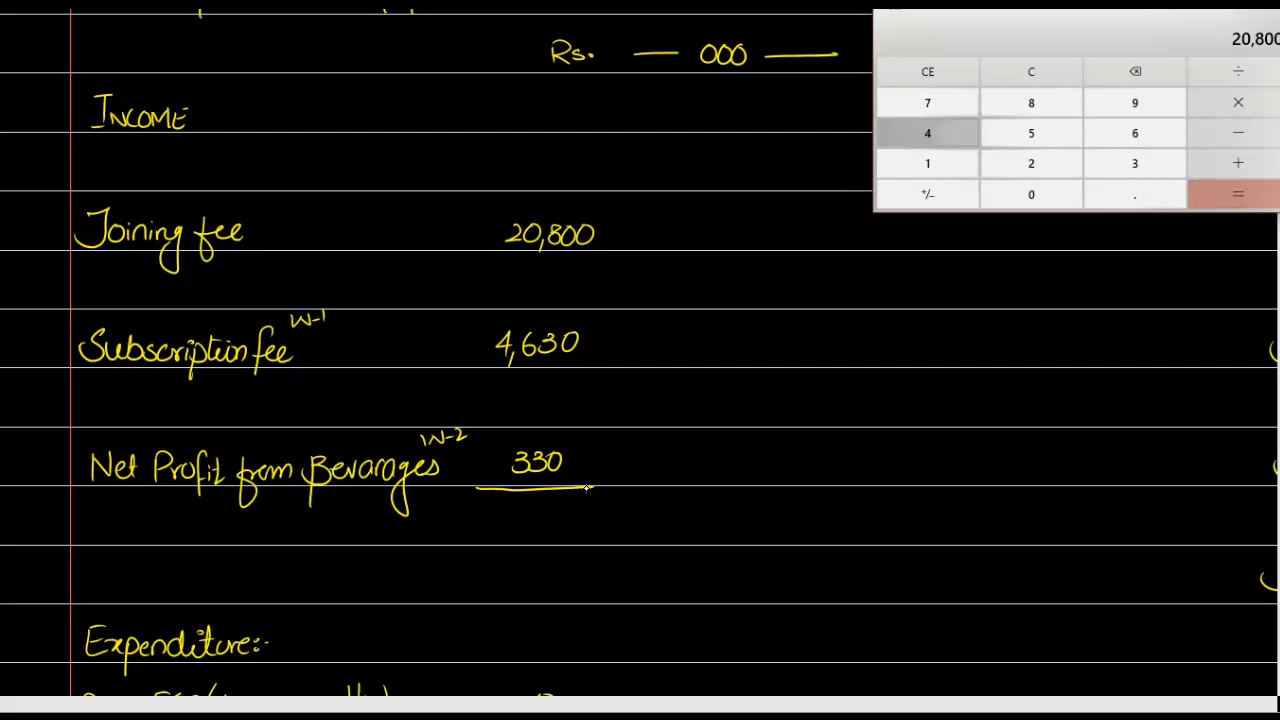 Rs. — 000 —
20,800
CE C ÷
7 8 9 ×
4 5 6 −
1 2 3 +
+/− 0 . =
INCOME
Joining fee 20,800
Subscription fee W-1 4,630
Net Profit from Bevarages W-2 330
Expenditure:-